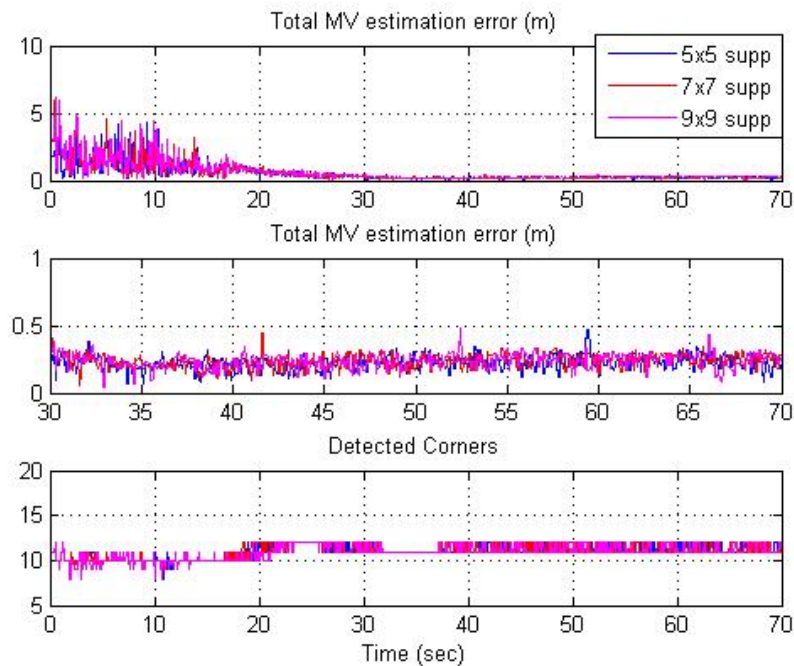 Total MV estimation error (m)
10
5
0
0 10 20 30 40 50 60 70
5x5 supp
7x7 supp
9x9 supp
Total MV estimation error (m)
1
0.5
0
30 35 40 45 50 55 60 65 70
Detected Corners
20
15
10
5
0 10 20 30 40 50 60 70
Time (sec)